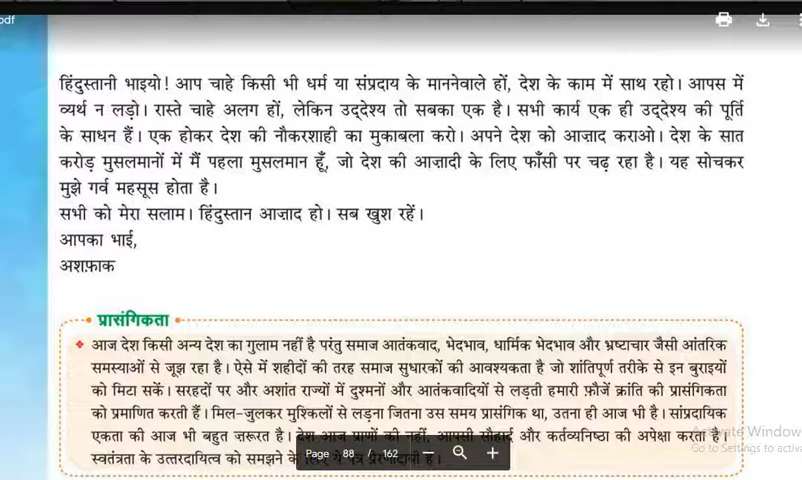 pdf
हिंदुस्तानी भाइयो! आप चाहे किसी भी धर्म या संप्रदाय के माननेवाले हों, देश के काम में साथ रहो। आपस में
व्यर्थ न लड़ो। रास्ते चाहे अलग हों, लेकिन उद्देश्य तो सबका एक है। सभी कार्य एक ही उद्देश्य की पूर्ति
के साधन हैं। एक होकर देश की नौकरशाही का मुकाबला करो। अपने देश को आज़ाद कराओ। देश के सात
करोड़ मुसलमानों में मैं पहला मुसलमान हूँ, जो देश की आज़ादी के लिए फाँसी पर चढ़ रहा है। यह सोचकर
मुझे गर्व महसूस होता है।
सभी को मेरा सलाम। हिंदुस्तान आज़ाद हो। सब खुश रहें।
आपका भाई,
अशफ़ाक
प्रासंगिकता
आज देश किसी अन्य देश का गुलाम नहीं है परंतु समाज आतंकवाद, भेदभाव, धार्मिक भेदभाव और भ्रष्टाचार जैसी आंतरिक
समस्याओं से जूझ रहा है। ऐसे में शहीदों की तरह समाज सुधारकों की आवश्यकता है जो शांतिपूर्ण तरीके से इन बुराइयों
को मिटा सकें। सरहदों पर और अशांत राज्यों में दुश्मनों और आतंकवादियों से लड़ती हमारी फ़ौजें क्रांति की प्रासंगिकता
को प्रमाणित करती हैं। मिल-जुलकर मुश्किलों से लड़ना जितना उस समय प्रासंगिक था, उतना ही आज भी है। सांप्रदायिक
एकता की आज भी बहुत जरूरत है। देश आज प्राणों की नहीं, आपसी सौहार्द और कर्तव्यनिष्ठा की अपेक्षा करता है।
स्वतंत्रता के उत्तरदायित्व को समझने के
Page 88 / 162
Activate Window
Go to Settings to activa